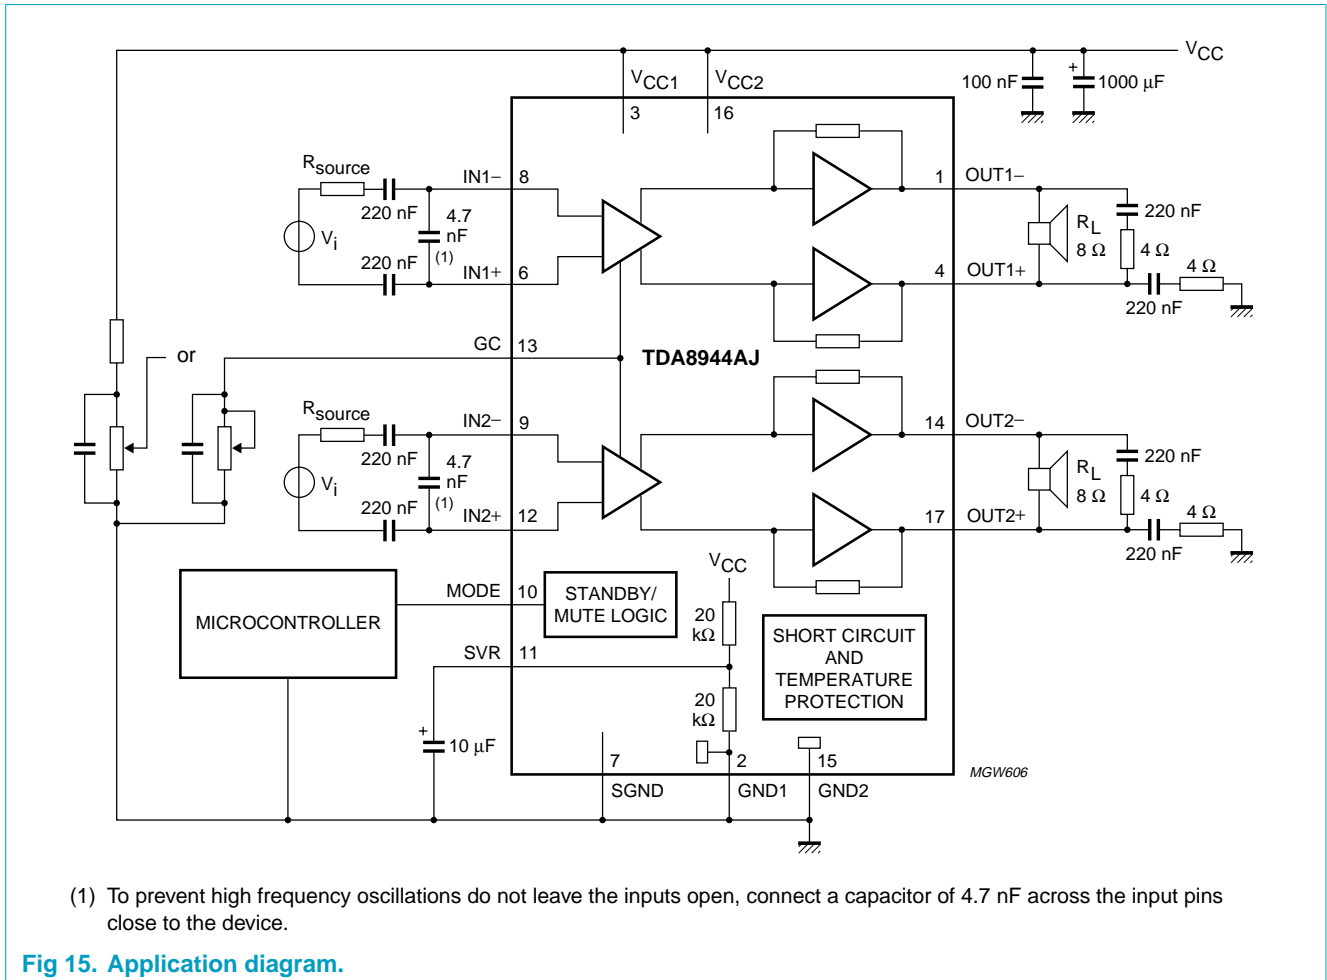 VCC
VCC1
VCC2
100 nF
+
1000 μF
3
16
Rsource
IN1−
8
1
OUT1−
220 nF
4.7
nF
(1)
Vi
220 nF
IN1+
6
4
OUT1+
RL
8 Ω
220 nF
4 Ω
4 Ω
220 nF
or
GC
13
TDA8944AJ
Rsource
IN2−
9
14
OUT2−
220 nF
4.7
nF
(1)
Vi
220 nF
IN2+
12
17
OUT2+
RL
8 Ω
220 nF
4 Ω
4 Ω
220 nF
MICROCONTROLLER
MODE
10
STANDBY/
MUTE LOGIC
VCC
20
kΩ
SVR
11
20
kΩ
SHORT CIRCUIT
AND
TEMPERATURE
PROTECTION
+
10 μF
7
2
15
SGND
GND1
GND2
MGW606
(1) To prevent high frequency oscillations do not leave the inputs open, connect a capacitor of 4.7 nF across the input pins
close to the device.
Fig 15. Application diagram.